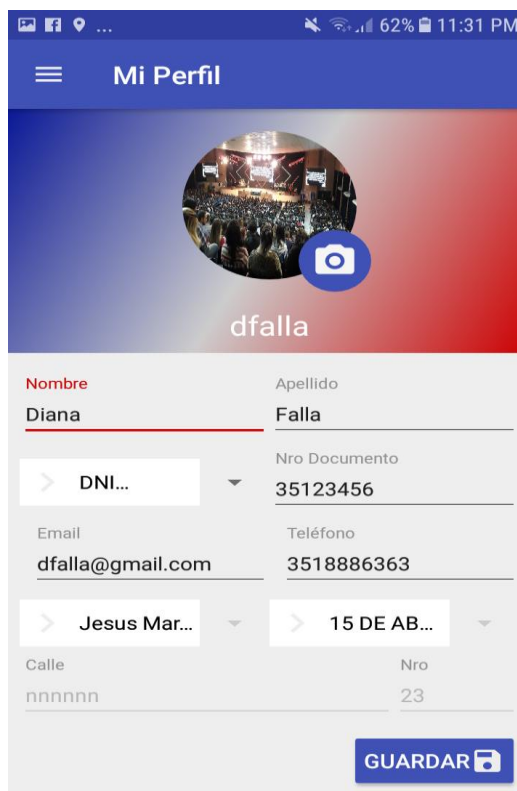 ... 62% 11:31 PM
Mi Perfil
dfalla
Nombre Apellido
Diana Falla
Nro Documento
DNI... 35123456
Email Teléfono
dfalla@gmail.com 3518886363
Jesus Mar... 15 DE AB...
Calle Nro
nnnnnn 23
GUARDAR